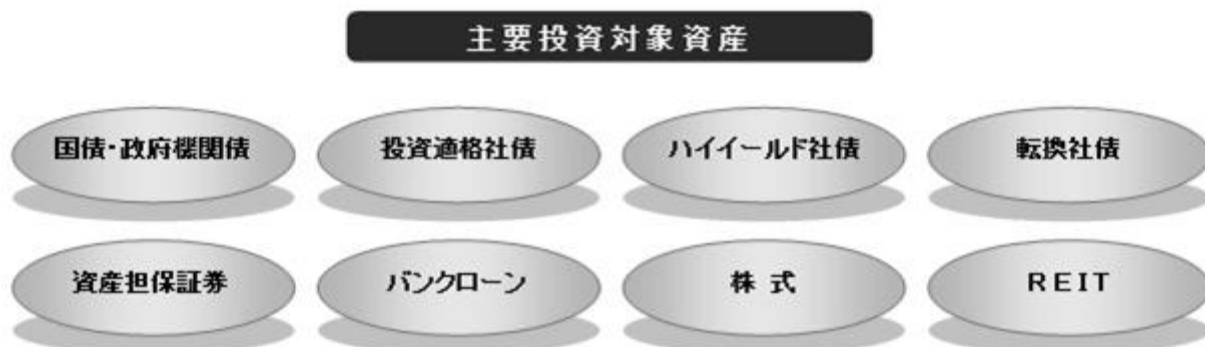 主要投資対象資産
国債・政府機関債
投資適格社債
ハイイールド社債
転換社債
資産担保証券
バンクローン
株 式
REIT